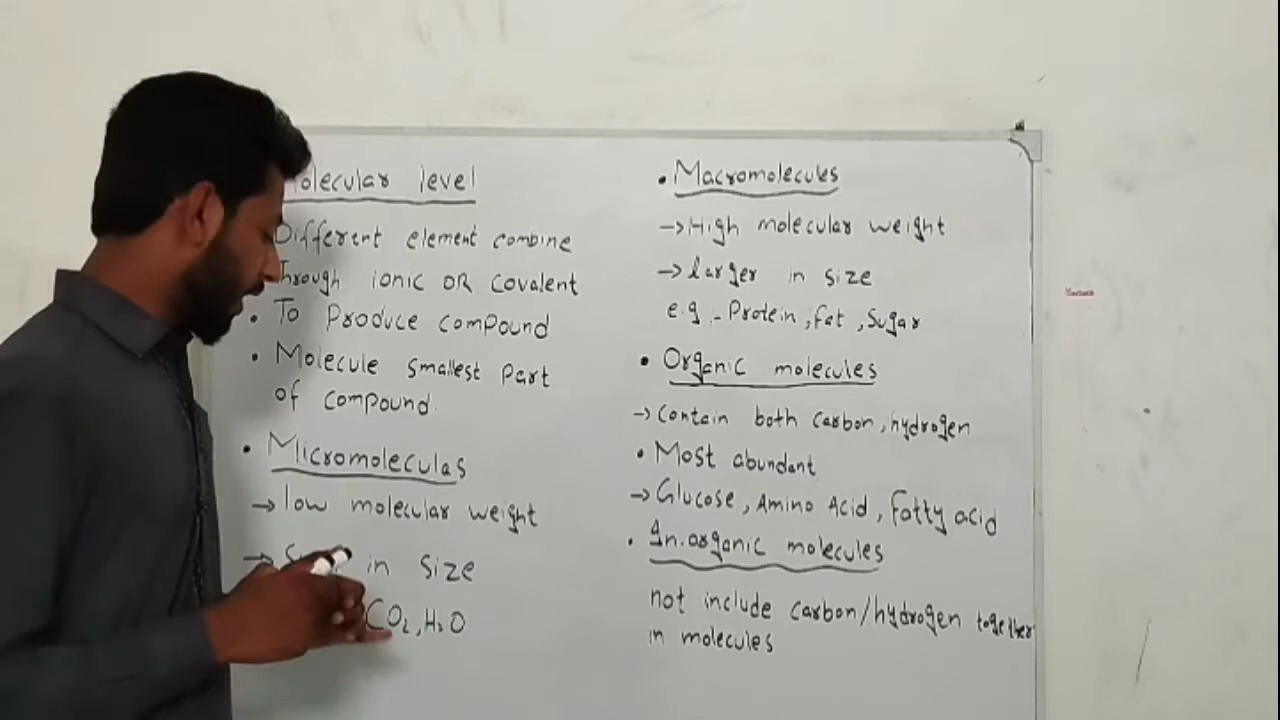 Molecular level
Different element combine
Through ionic OR Covalent
• To Produce compound
• Molecule smallest Part
of compound.
• Micromoleculas
→ low molecular weight
→ in size
CO₂, H₂O
• Macromolecules
→ High molecular weight
→ larger in size
e.g - Protein, fat, Sugar
• Organic molecules
→ Contain both Carbon, hydrogen
• Most abundant
→ Glucose, Amino Acid, Fatty acid
• In.organic molecules
not include carbon/hydrogen together
in molecules